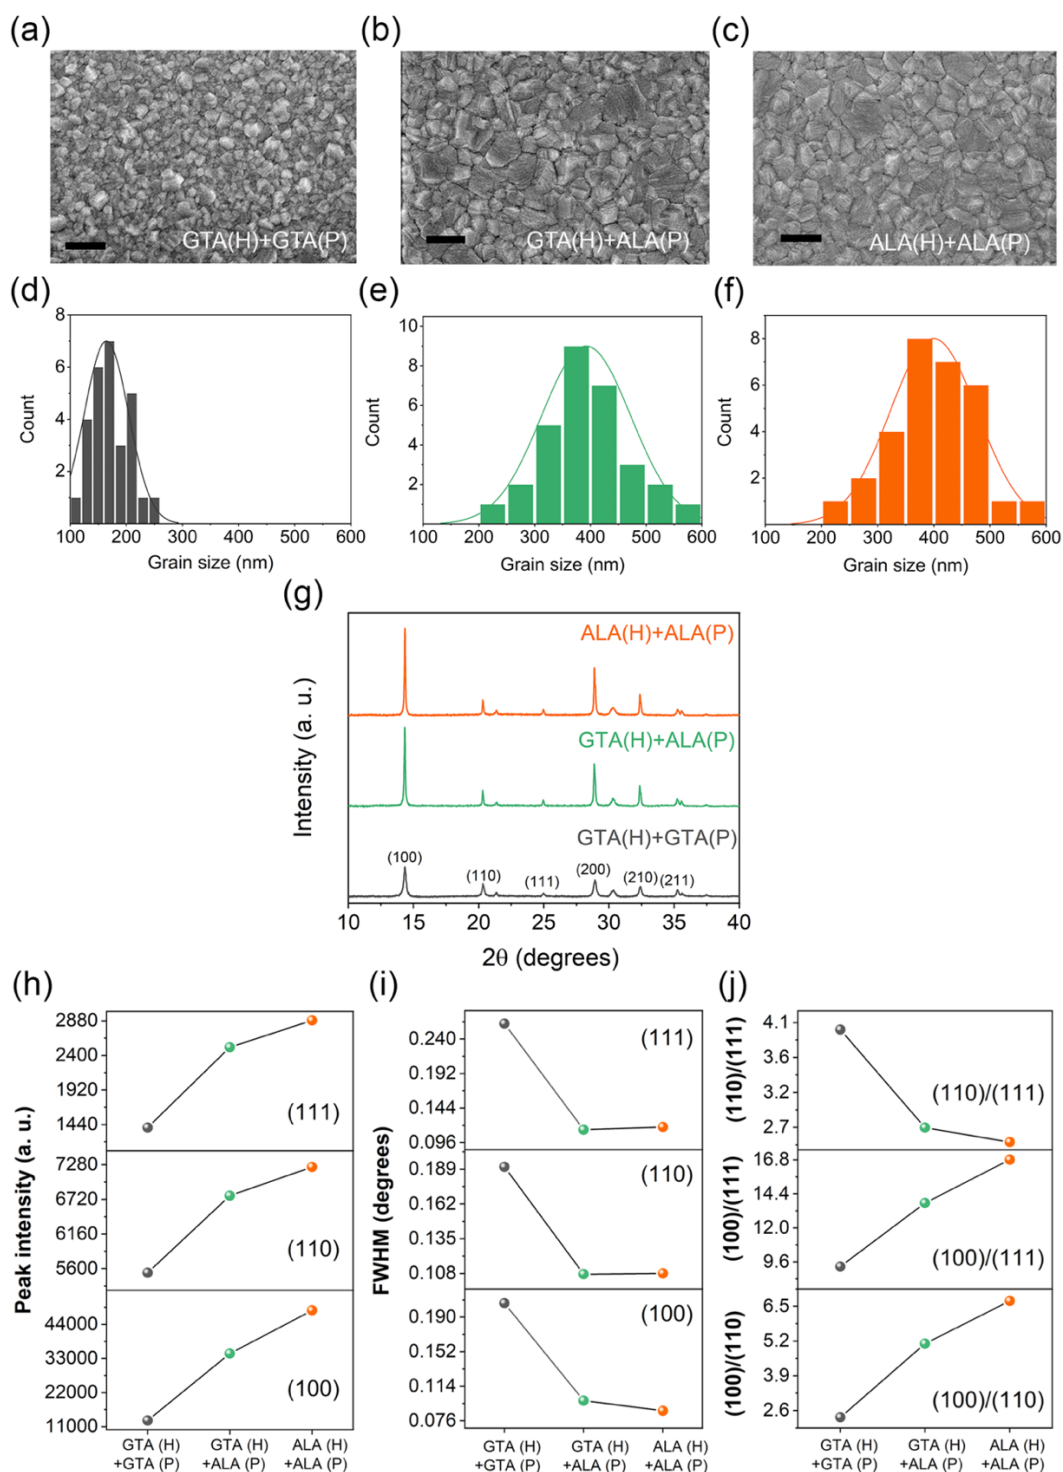 (a)
(b)
(c)
GTA(H)+GTA(P)
GTA(H)+ALA(P)
ALA(H)+ALA(P)
(d)
(e)
(f)
8
6
4
2
Count
100 200 300 400 500 600
Grain size (nm)
10
8
6
4
2
Count
100 200 300 400 500 600
Grain size (nm)
8
6
4
2
Count
100 200 300 400 500 600
Grain size (nm)
(g)
Intensity (a. u.)
ALA(H)+ALA(P)
GTA(H)+ALA(P)
GTA(H)+GTA(P)
(100)
(110)
(111)
(200)
(210)
(211)
10 15 20 25 30 35 40
2θ (degrees)
(h)
Peak intensity (a. u.)
2880
2400
1920
1440
(111)
7280
6720
6160
5600
(110)
44000
33000
22000
11000
(100)
GTA (H) GTA (H) ALA (H)
+GTA (P) +ALA (P) +ALA (P)
(i)
FWHM (degrees)
0.240
0.192
0.144
0.096
(111)
0.189
0.162
0.135
0.108
(110)
0.190
0.152
0.114
0.076
(100)
GTA (H) GTA (H) ALA (H)
+GTA (P) +ALA (P) +ALA (P)
(j)
(110)/(111)
4.1
3.6
3.2
2.7
(110)/(111)
(100)/(111)
16.8
14.4
12.0
9.6
(100)/(111)
(100)/(110)
6.5
5.2
3.9
2.6
(100)/(110)
GTA (H) GTA (H) ALA (H)
+GTA (P) +ALA (P) +ALA (P)